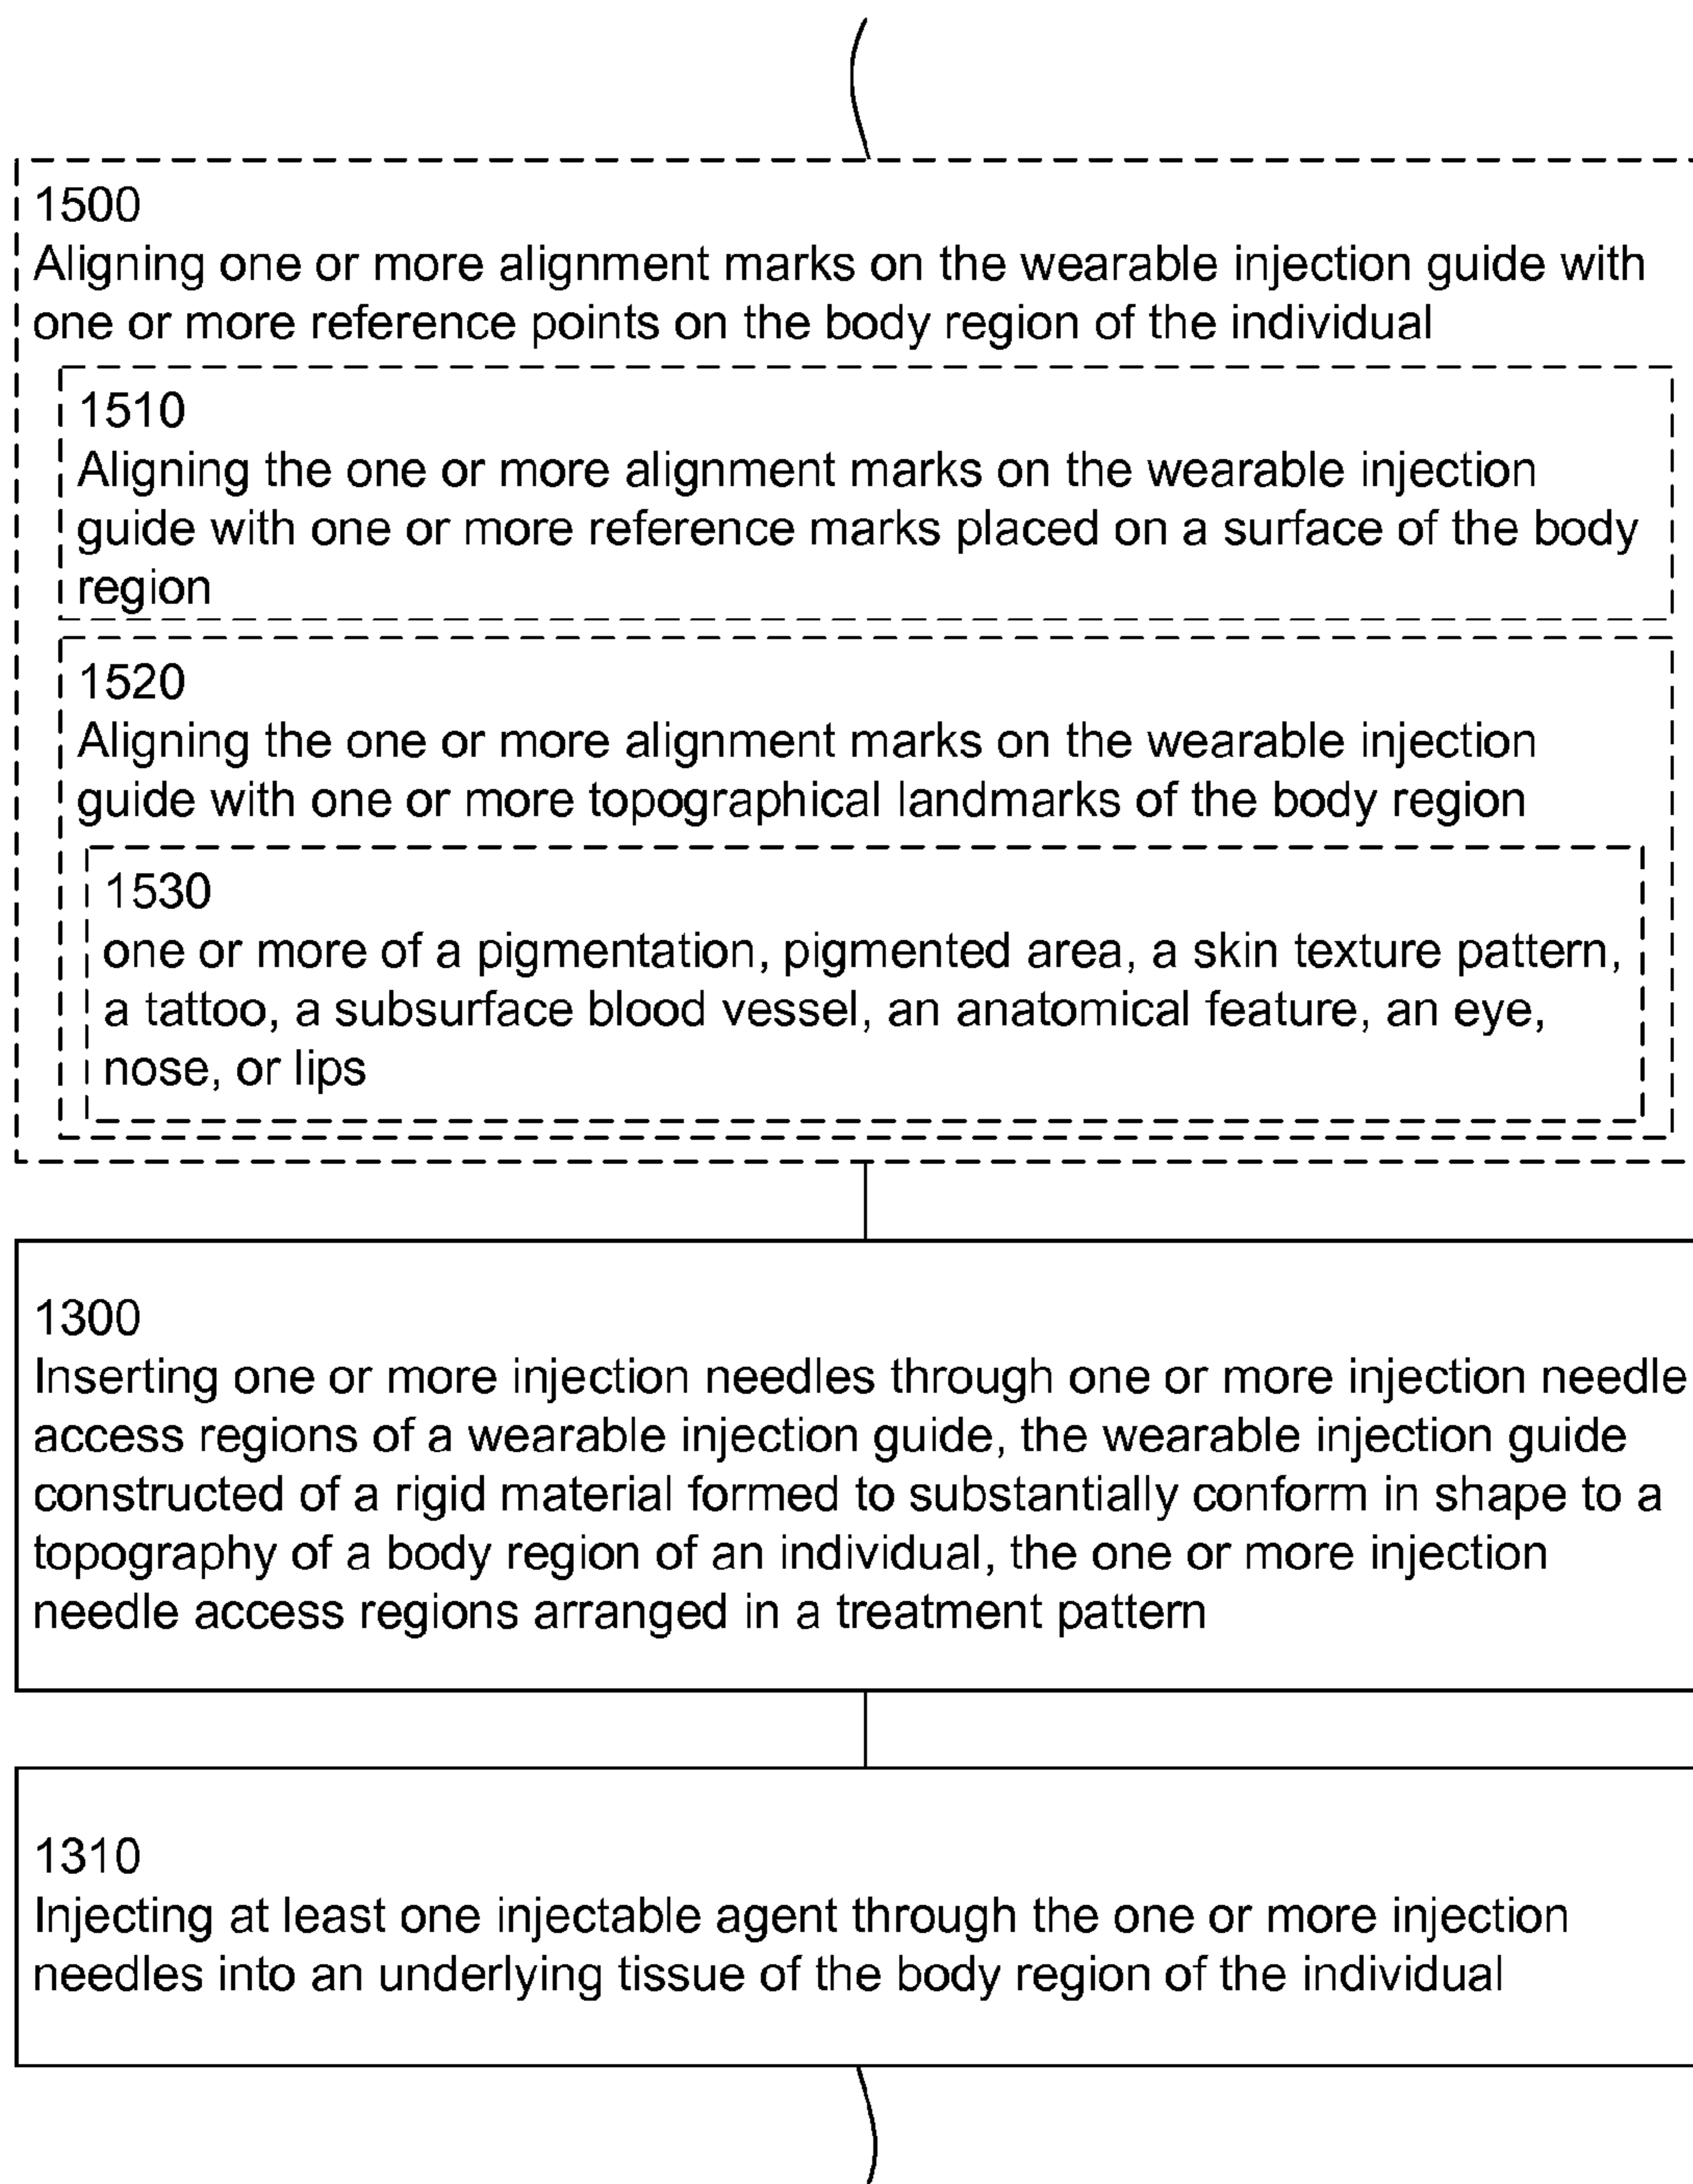 1500
Aligning one or more alignment marks on the wearable injection guide with
one or more reference points on the body region of the individual
1510
Aligning the one or more alignment marks on the wearable injection
guide with one or more reference marks placed on a surface of the body
region
1520
Aligning the one or more alignment marks on the wearable injection
guide with one or more topographical landmarks of the body region
1530
one or more of a pigmentation, pigmented area, a skin texture pattern,
a tattoo, a subsurface blood vessel, an anatomical feature, an eye,
nose, or lips
1300
Inserting one or more injection needles through one or more injection needle
access regions of a wearable injection guide, the wearable injection guide
constructed of a rigid material formed to substantially conform in shape to a
topography of a body region of an individual, the one or more injection
needle access regions arranged in a treatment pattern
1310
Injecting at least one injectable agent through the one or more injection
needles into an underlying tissue of the body region of the individual